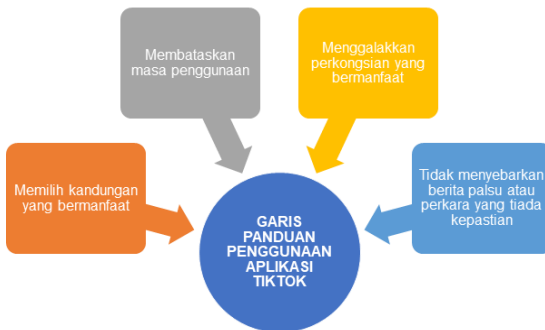 Membataskan
masa penggunaan
Menggalakkan
perkongsian yang
bermanfaat
Memilih kandungan
yang bermanfaat
Tidak menyebarkan
berita palsu atau
perkara yang tiada
kepastian
GARIS
PANDUAN
PENGGUNAAN
APLIKASI
TIKTOK